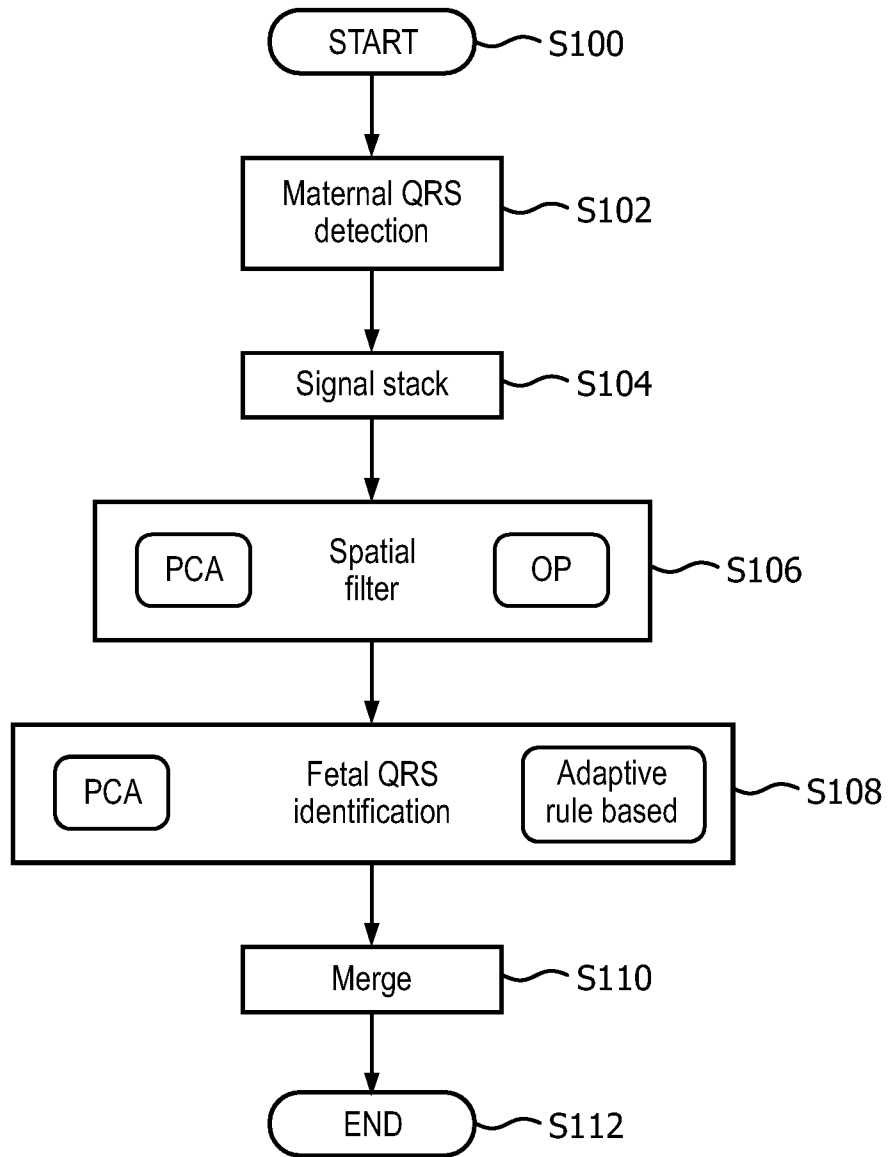 START
S100
Maternal QRS
detection
S102
Signal stack
S104
PCA
Spatial
filter
OP
S106
PCA
Fetal QRS
identification
Adaptive
rule based
S108
Merge
S110
END
S112